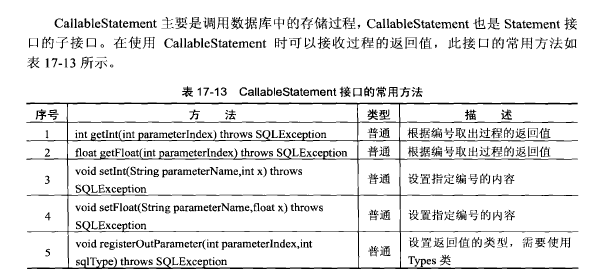 CallableStatement 主要是调用数据库中的存储过程，CallableStatement 也是 Statement 接
口的子接口。在使用 CallableStatement 时可以接收过程的返回值，此接口的常用方法如
表 17-13 所示。
表 17-13 CallableStatement 接口的常用方法
序号 方 法 类型 描 述
1 int getInt(int parameterIndex) throws SQLException 普通 根据编号取出过程的返回值
2 float getFloat(int parameterIndex) throws SQLException 普通 根据编号取出过程的返回值
3 void setInt(String parameterName,int x) throws
SQLException 普通 设置指定编号的内容
4 void setFloat(String parameterName,float x) throws
SQLException 普通 设置指定编号的内容
5 void registerOutParameter(int parameterIndex,int
sqlType) throws SQLException 普通 设置返回值的类型，需要使用
Types 类